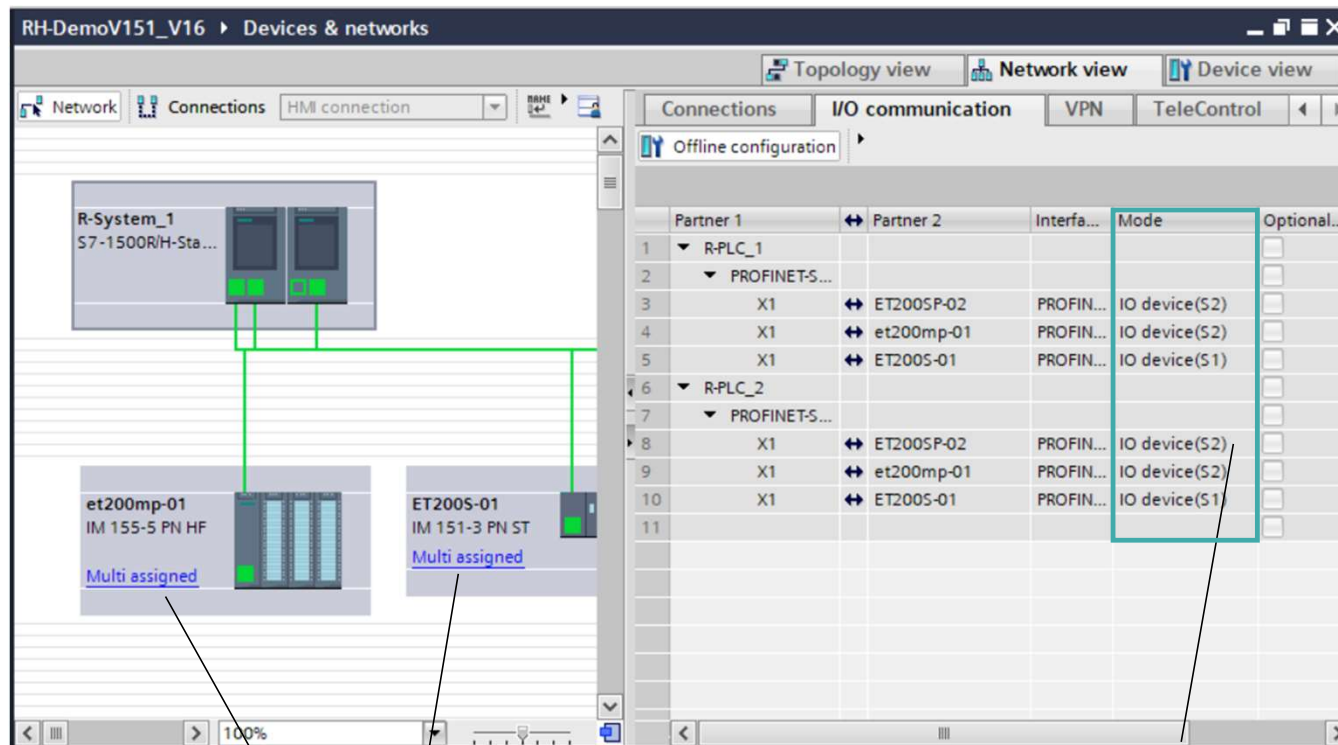 RH-DemoV151_V16 ▸ Devices & networks
Topology view Network view Device view
Network Connections HMI connection
Connections I/O communication VPN TeleControl
Offline configuration
R-System_1
S7-1500R/H-Sta...
et200mp-01
IM 155-5 PN HF
Multi assigned
ET200S-01
IM 151-3 PN ST
Multi assigned
100%
Partner 1 Partner 2 Interfa... Mode Optional...
1 R-PLC_1
2 PROFINET-S...
3 X1 ET200SP-02 PROFIN... IO device(S2)
4 X1 et200mp-01 PROFIN... IO device(S2)
5 X1 ET200S-01 PROFIN... IO device(S1)
6 R-PLC_2
7 PROFINET-S...
8 X1 ET200SP-02 PROFIN... IO device(S2)
9 X1 et200mp-01 PROFIN... IO device(S2)
10 X1 ET200S-01 PROFIN... IO device(S1)
11